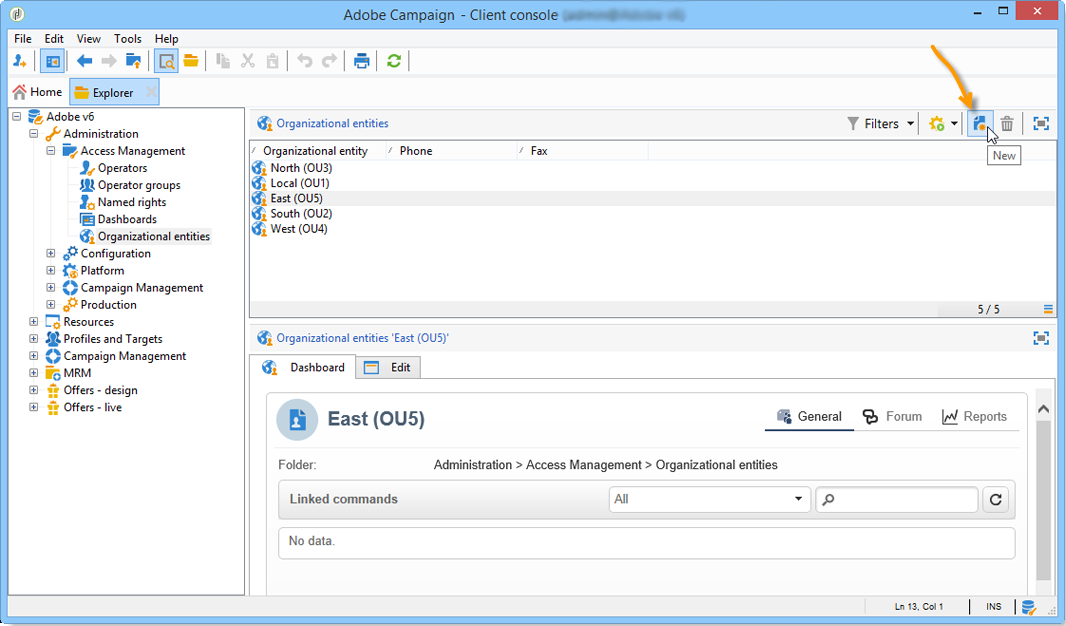 Adobe Campaign - Client console
File Edit View Tools Help
Home Explorer
Adobe v6
Administration
Access Management
Operators
Operator groups
Named rights
Dashboards
Organizational entities
Configuration
Platform
Campaign Management
Production
Resources
Profiles and Targets
Campaign Management
MRM
Offers - design
Offers - live
Organizational entities Filters
New
Organizational entity Phone Fax
North (OU3)
Local (OU1)
East (OU5)
South (OU2)
West (OU4)
5 / 5
Organizational entities 'East (OU5)'
Dashboard Edit
East (OU5) General Forum Reports
Folder: Administration > Access Management > Organizational entities
Linked commands All
No data.
Ln 13, Col 1 INS